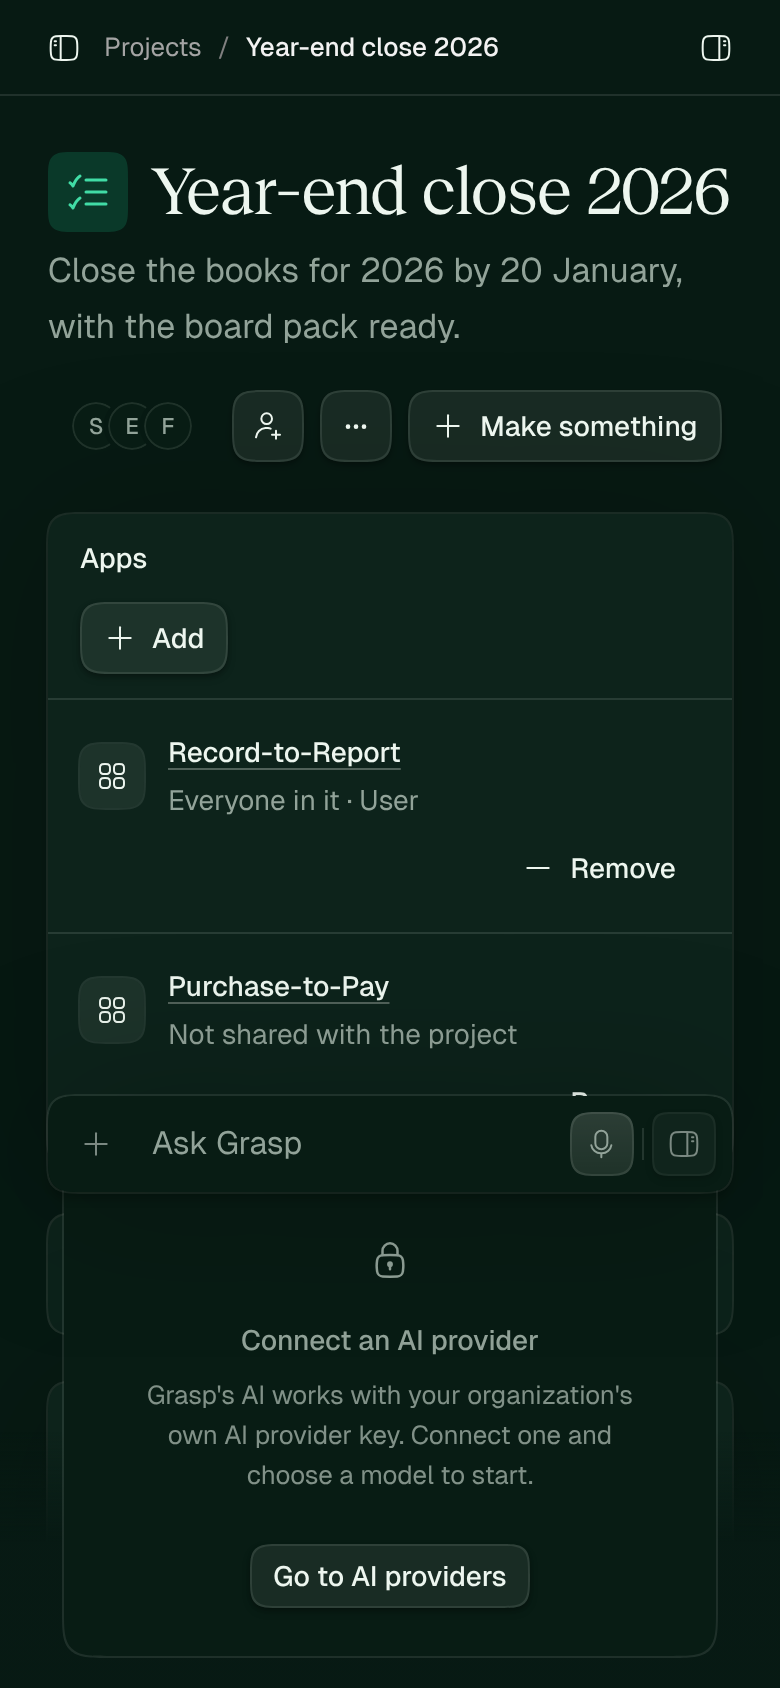 Projects / Year-end close 2026
Year-end close 2026
Close the books for 2026 by 20 January,
with the board pack ready.
S E F
Make something
Apps
Add
Record-to-Report
Everyone in it · User
Remove
Purchase-to-Pay
Not shared with the project
Ask Grasp
Connect an AI provider
Grasp's AI works with your organization's
own AI provider key. Connect one and
choose a model to start.
Go to AI providers